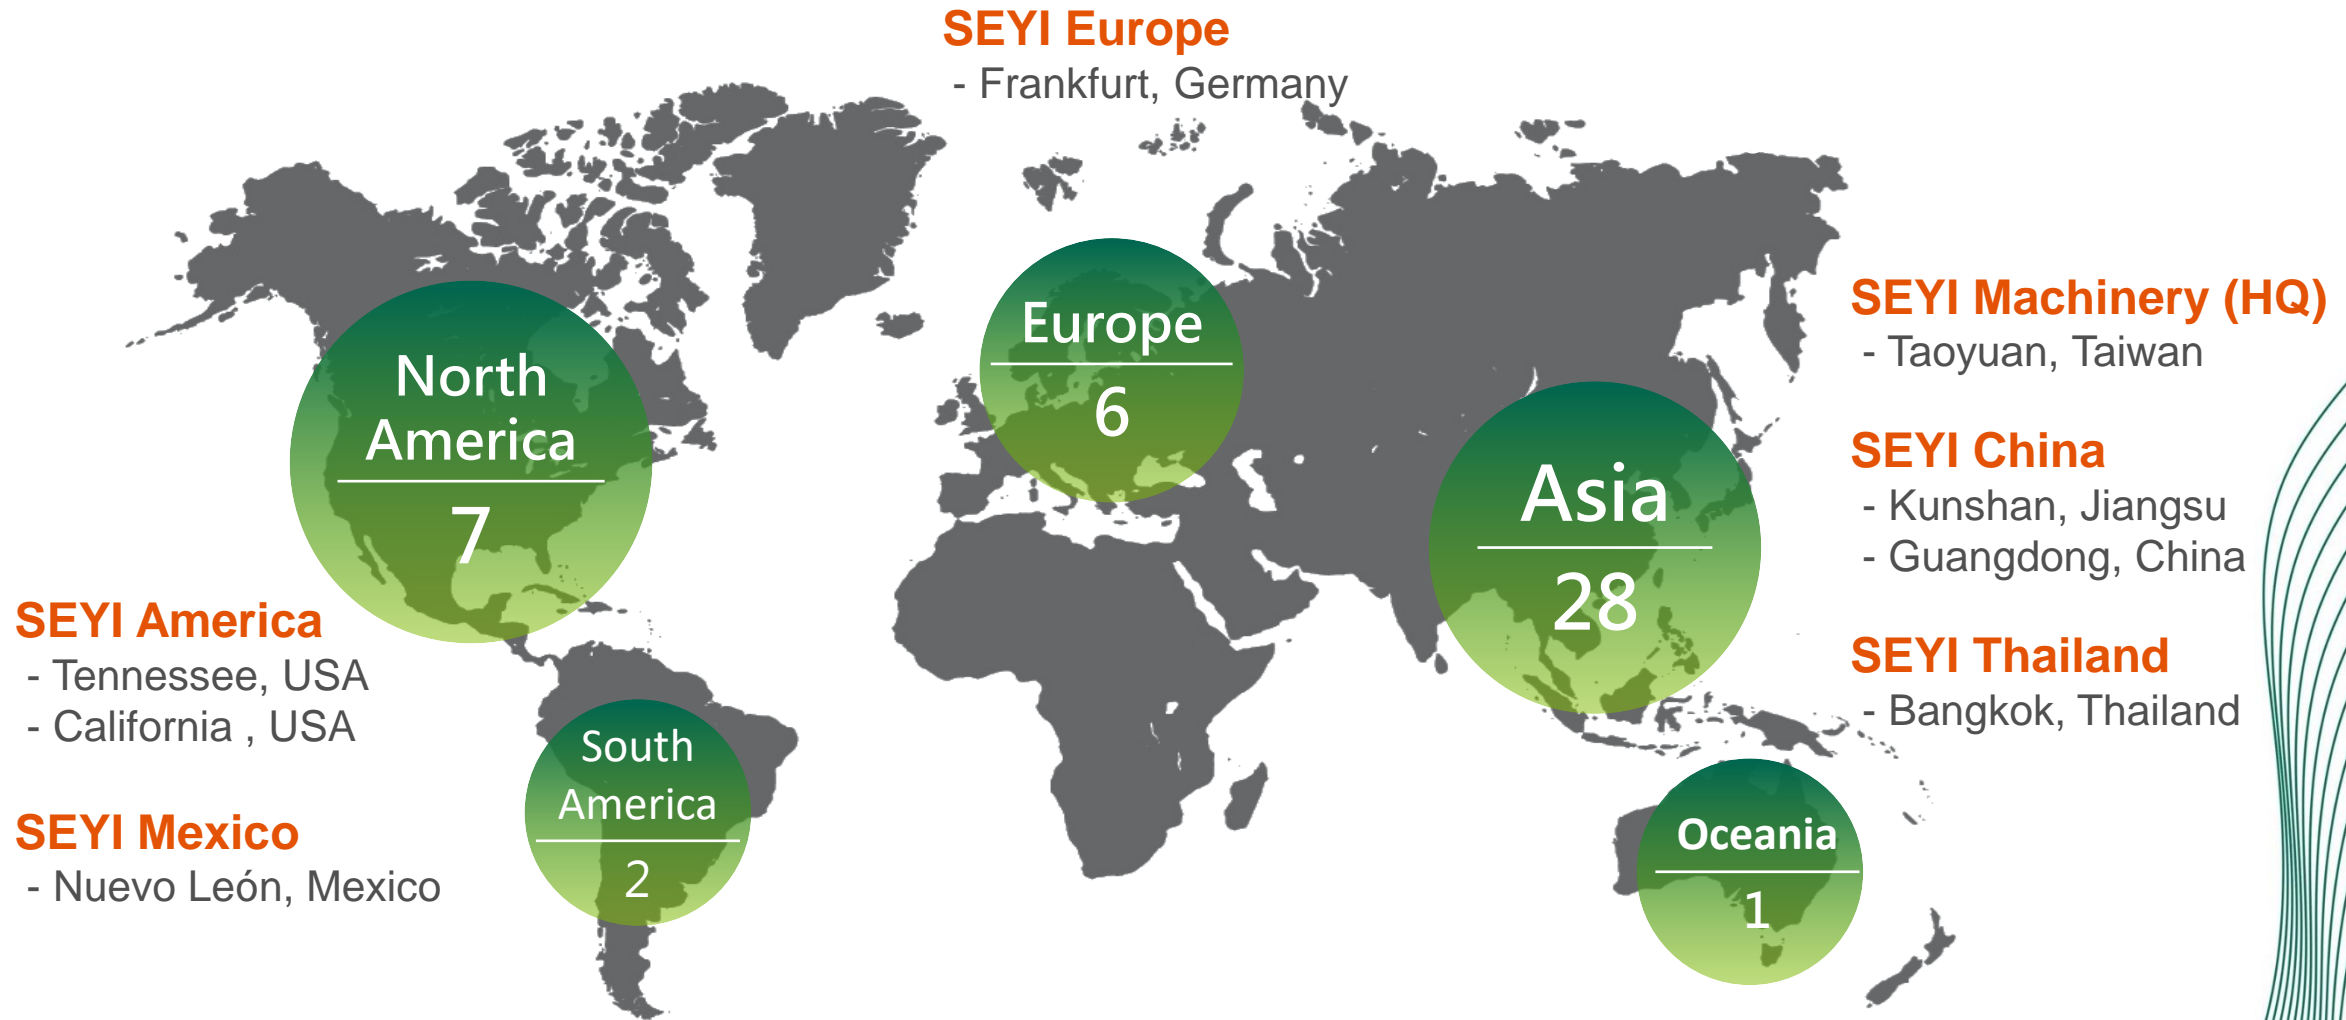 SEYI Europe
- Frankfurt, Germany
North
America
7
Europe
6
Asia
28
South
America
2
Oceania
1
SEYI America
- Tennessee, USA
- California , USA
SEYI Mexico
- Nuevo León, Mexico
SEYI Machinery (HQ)
- Taoyuan, Taiwan
SEYI China
- Kunshan, Jiangsu
- Guangdong, China
SEYI Thailand
- Bangkok, Thailand